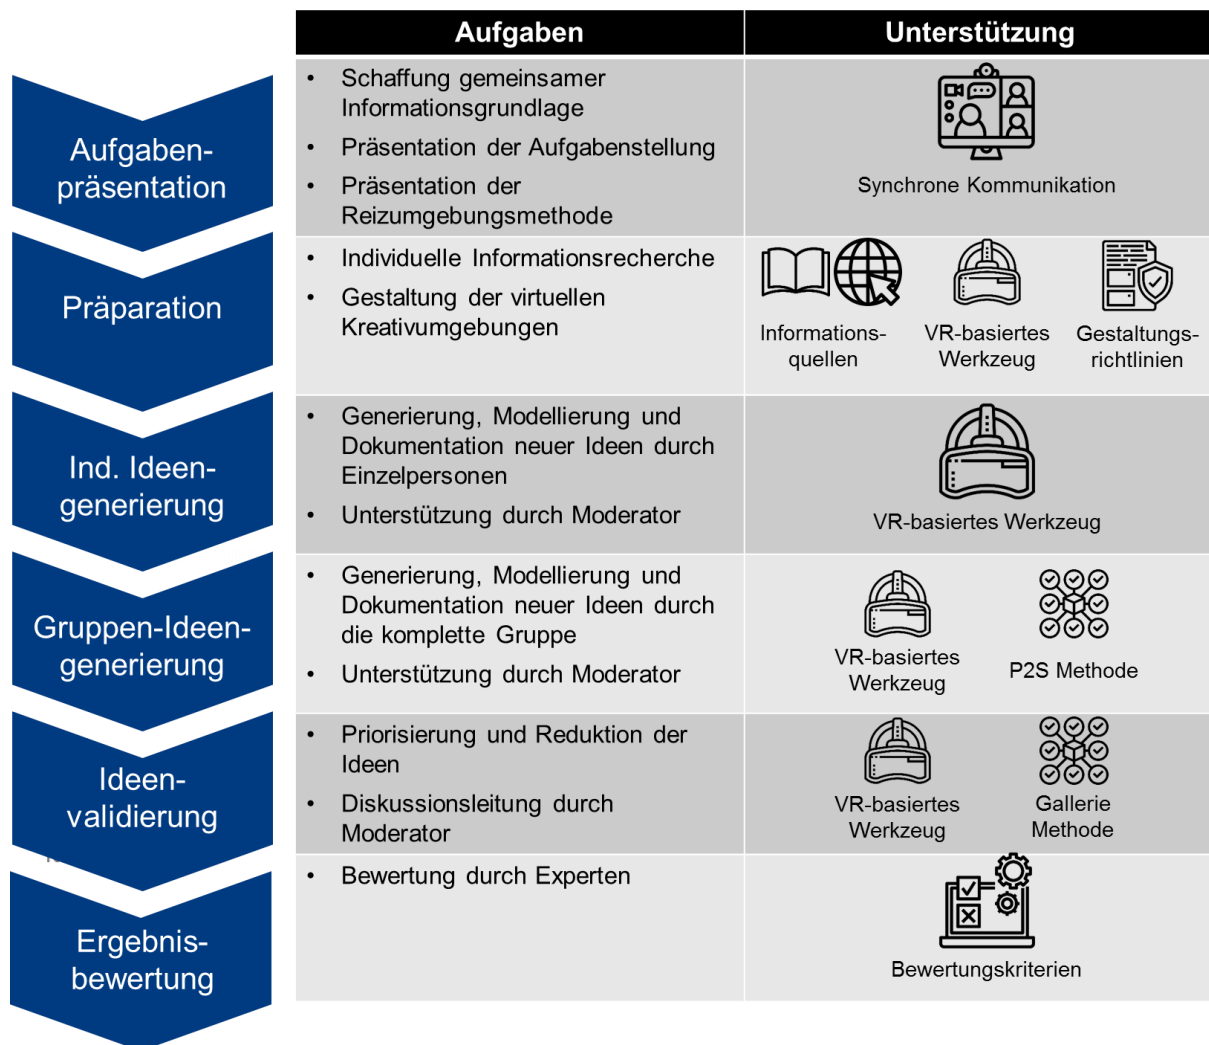 Aufgaben
Unterstützung
Aufgaben-
präsentation
• Schaffung gemeinsamer
Informationsgrundlage
• Präsentation der Aufgabenstellung
• Präsentation der
Reizumgebungsmethode
Synchrone Kommunikation
Präparation
• Individuelle Informationsrecherche
• Gestaltung der virtuellen
Kreativumgebungen
Informations-
quellen
VR-basiertes
Werkzeug
Gestaltungs-
richtlinien
Ind. Ideen-
generierung
• Generierung, Modellierung und
Dokumentation neuer Ideen durch
Einzelpersonen
• Unterstützung durch Moderator
VR-basiertes Werkzeug
Gruppen-Ideen-
generierung
• Generierung, Modellierung und
Dokumentation neuer Ideen durch
die komplette Gruppe
• Unterstützung durch Moderator
VR-basiertes
Werkzeug
P2S Methode
Ideen-
validierung
• Priorisierung und Reduktion der
Ideen
• Diskussionsleitung durch
Moderator
VR-basiertes
Werkzeug
Gallerie
Methode
Ergebnis-
bewertung
• Bewertung durch Experten
Bewertungskriterien